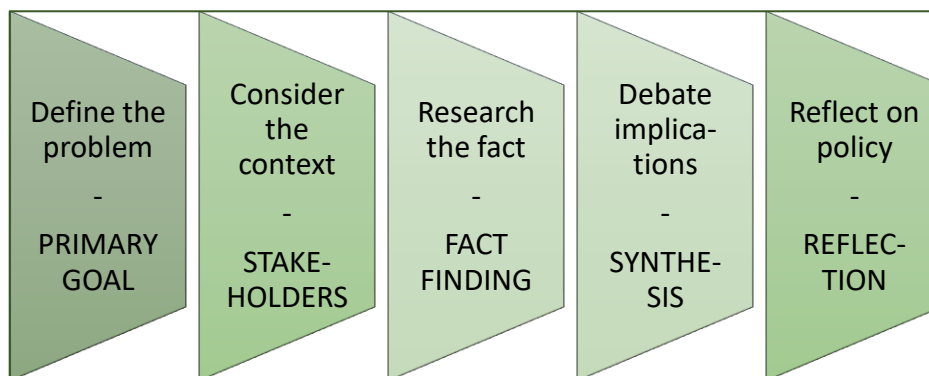 Define the
problem
-
PRIMARY
GOAL
Consider
the
context
-
STAKE-
HOLDERS
Research
the fact
-
FACT
FINDING
Debate
implica-
tions
-
SYNTHE-
SIS
Reflect on
policy
-
REFLEC-
TION